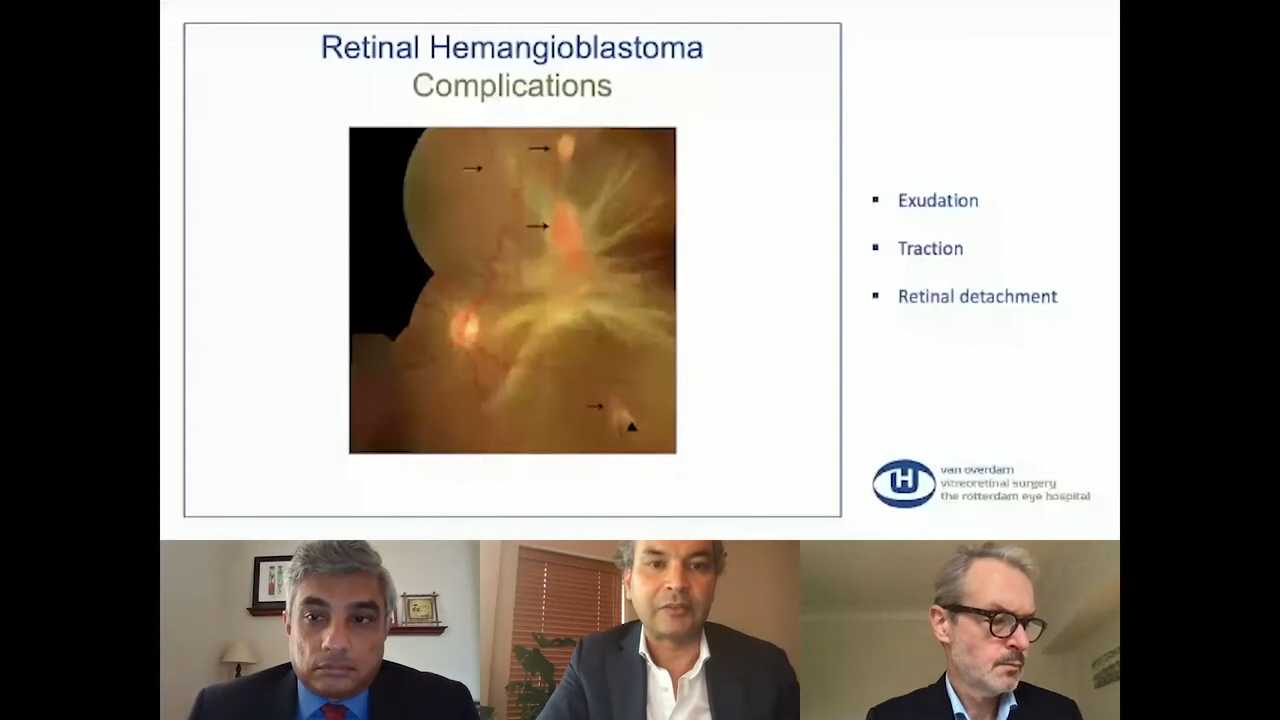 Retinal Hemangioblastoma
Complications
▪ Exudation
▪ Traction
▪ Retinal detachment
van overdam
vitreoretinal surgery
the rotterdam eye hospital